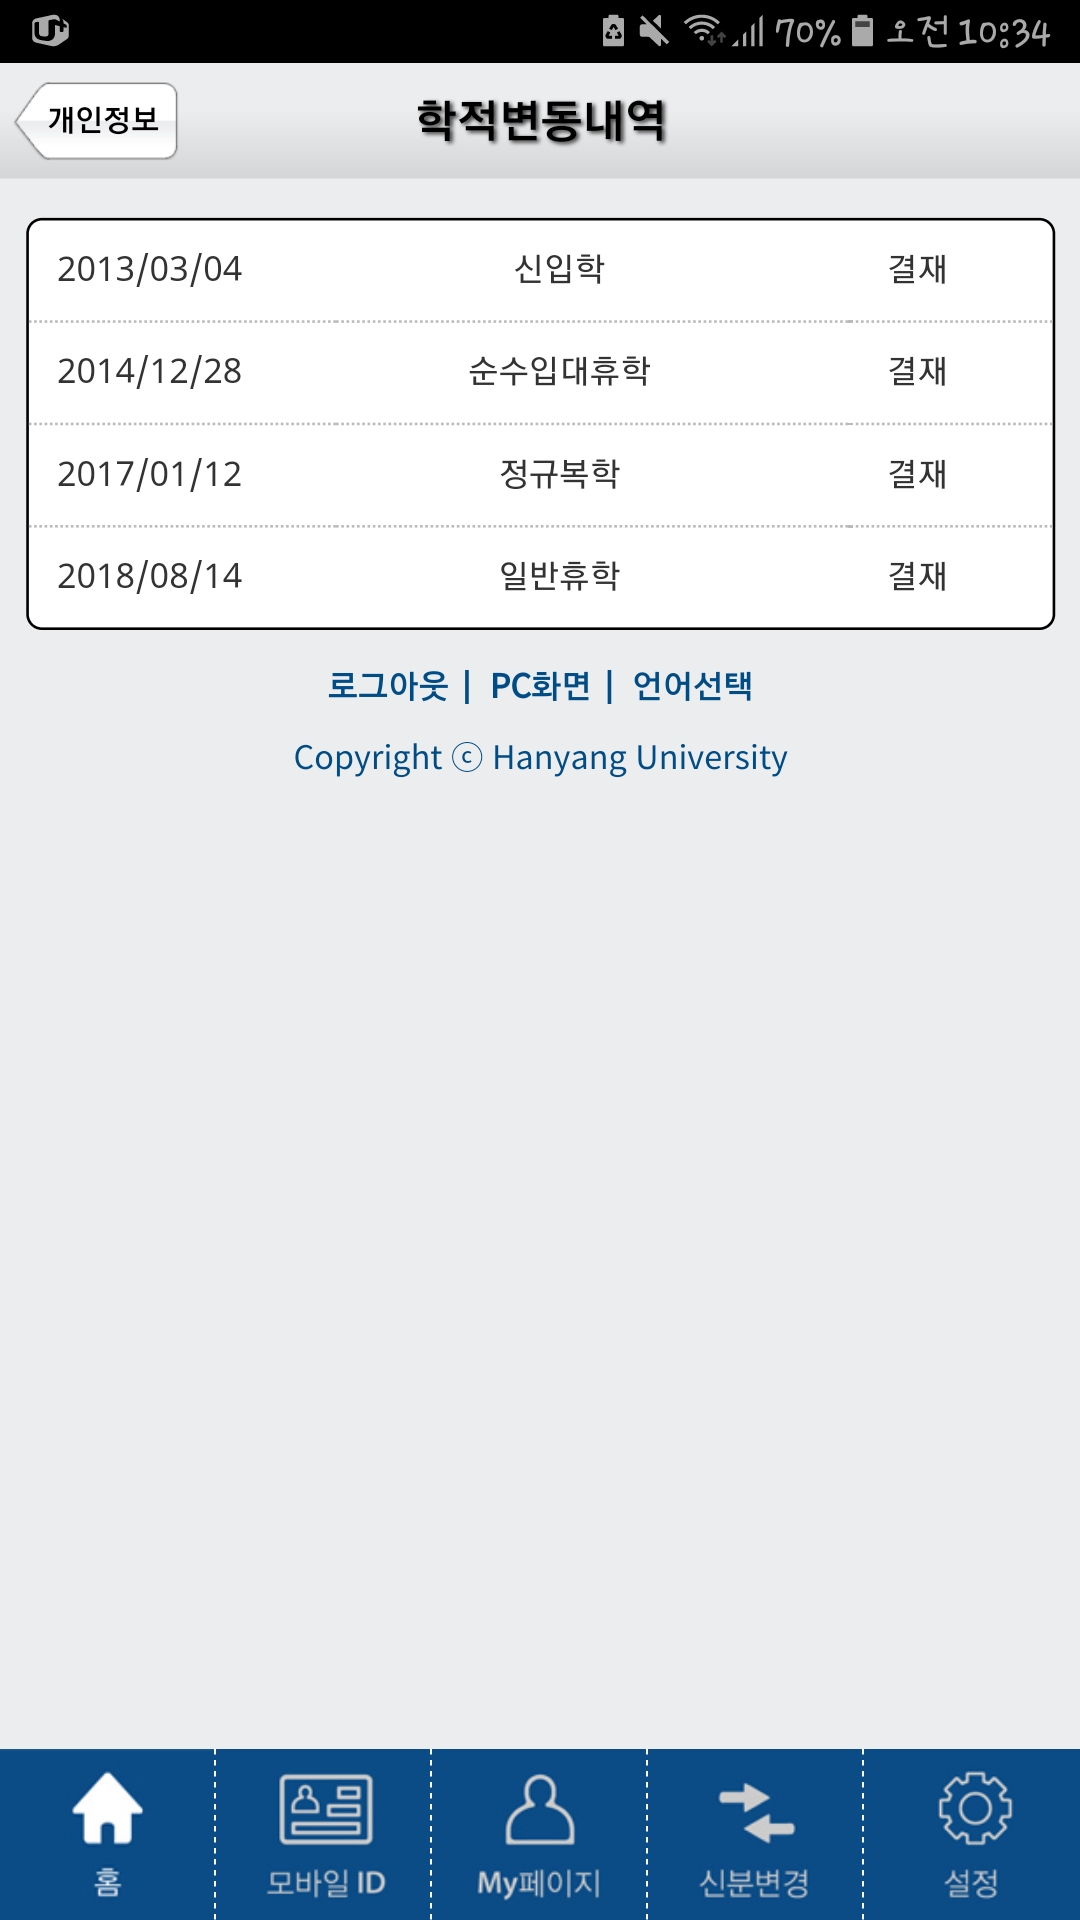 U+ 70% 오전 10:34
개인정보 학적변동내역
2013/03/04 신입학 결재
2014/12/28 순수입대휴학 결재
2017/01/12 정규복학 결재
2018/08/14 일반휴학 결재
로그아웃 | PC화면 | 언어선택
Copyright ⓒ Hanyang University
홈 모바일 ID My페이지 신분변경 설정